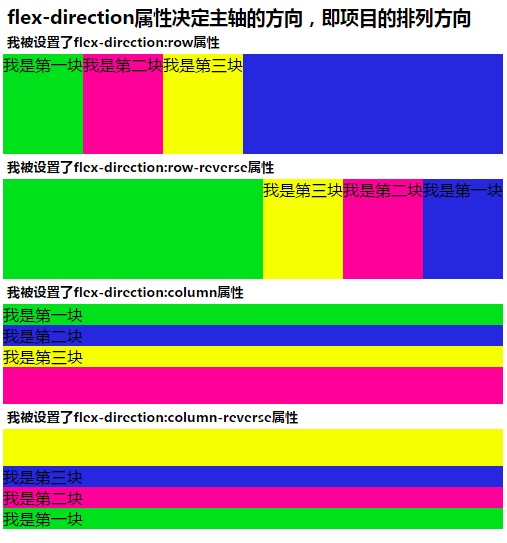 flex-direction属性决定主轴的方向，即项目的排列方向
我被设置了flex-direction:row属性
我是第一块 我是第二块 我是第三块
我被设置了flex-direction:row-reverse属性
我是第三块 我是第二块 我是第一块
我被设置了flex-direction:column属性
我是第一块
我是第二块
我是第三块
我被设置了flex-direction:column-reverse属性
我是第三块
我是第二块
我是第一块